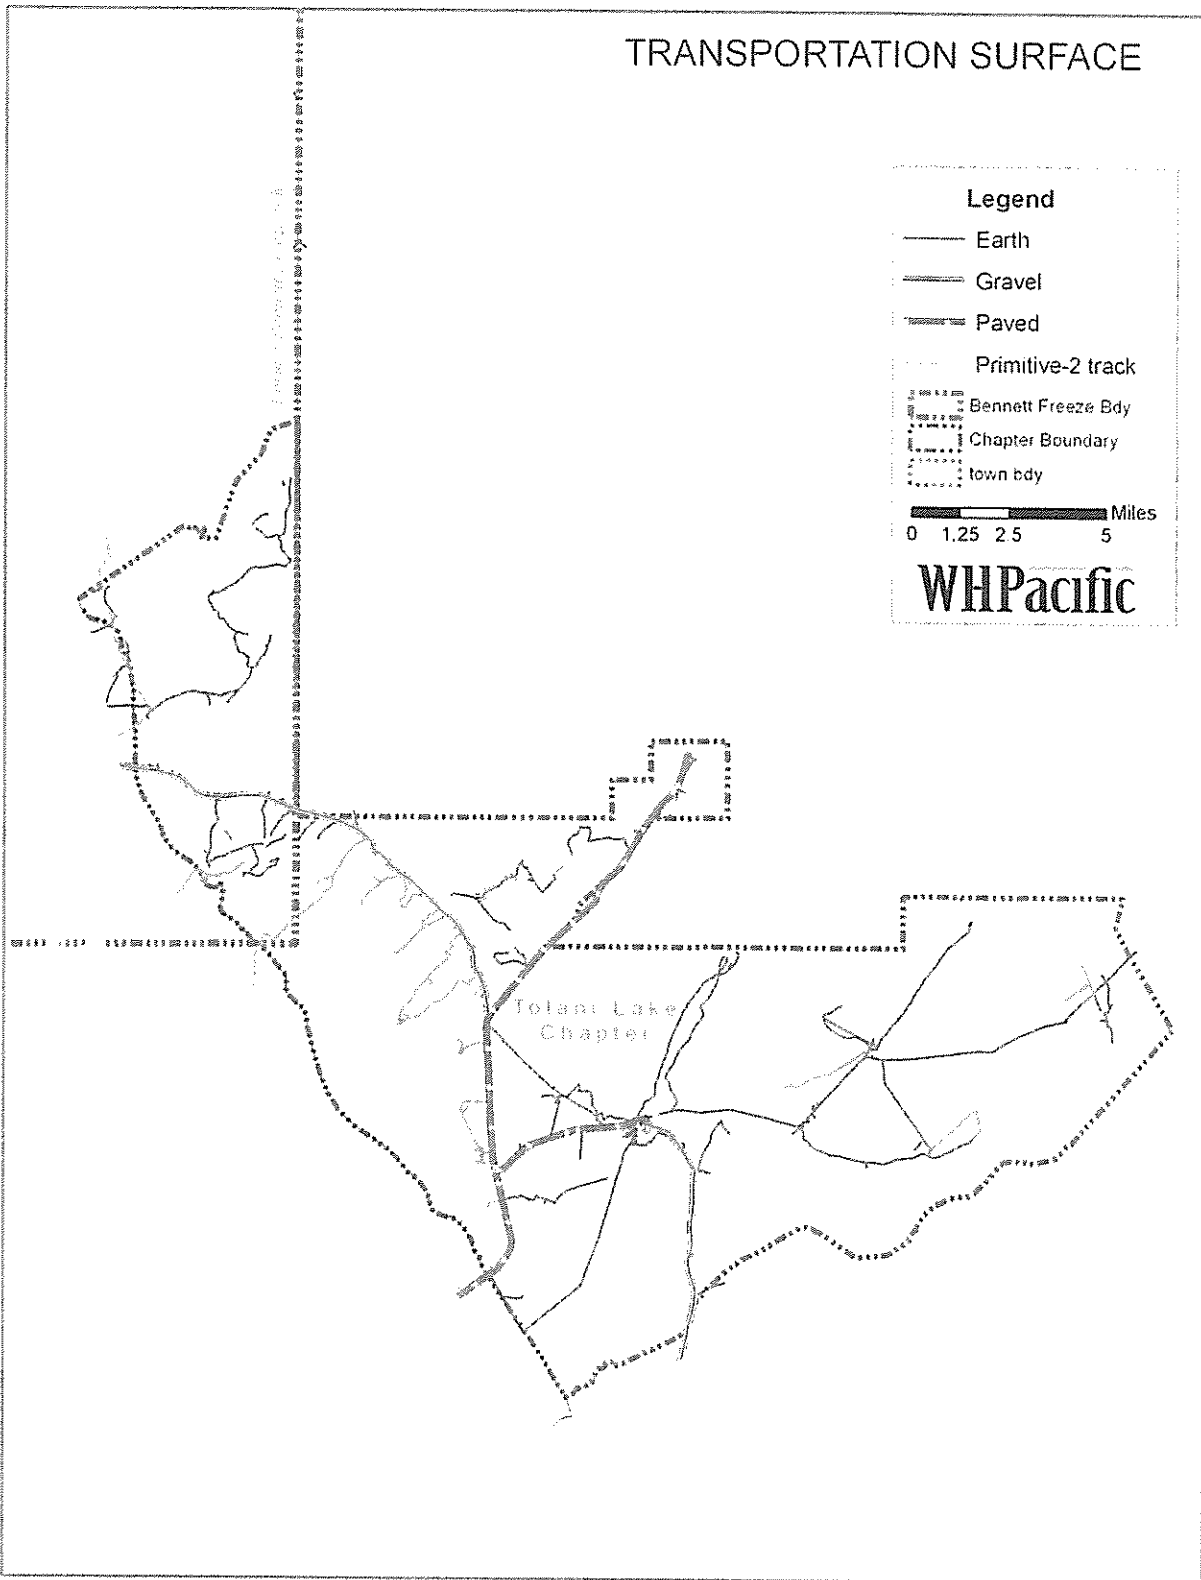 TRANSPORTATION SURFACE
Legend
Earth
Gravel
Paved
Primitive-2 track
Bennett Freeze Bdy
Chapter Boundary
town bdy
Miles
0 1.25 2.5 5
WHPacific
Tolani Lake
Chapter